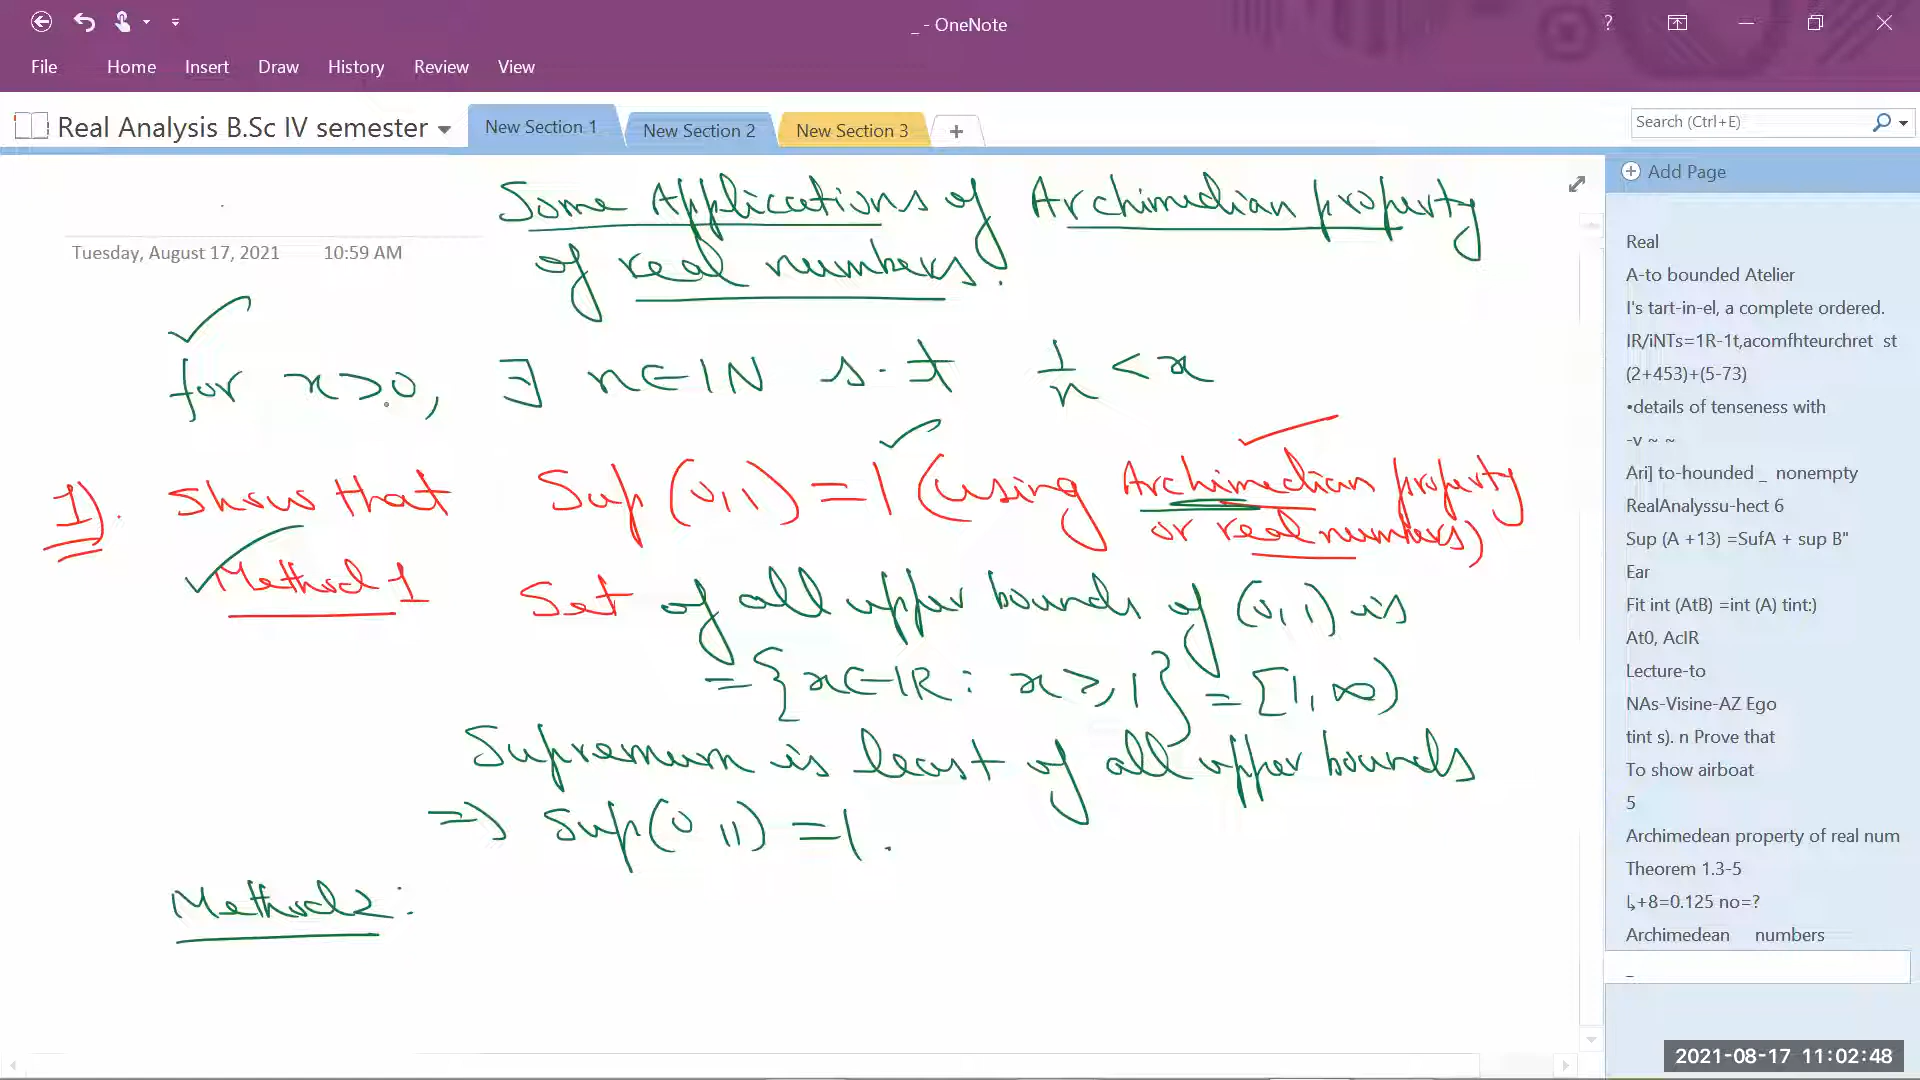 _ - OneNote
?
File Home Insert Draw History Review View
Real Analysis B.Sc IV semester
New Section 1
New Section 2
New Section 3
+
Search (Ctrl+E)
Some Applications of Archimedian property
of real numbers.
Tuesday, August 17, 2021 10:59 AM
for x>0, ∃ n∈IN s.t 1/n < x
1). Show that Sup (0,1) = 1 (using Archimedian property
or real numbers)
Method 1 Set of all upper bounds of (0,1) is
= {x∈IR: x≥1} = [1,∞)
Supremum is least of all upper bounds
=> Sup(0,1) = 1.
Method 2:
Add Page
Real
A-to bounded Atelier
I's tart-in-el, a complete ordered.
IR/iNTs=1R-1t,acomfhteurchret st
(2+453)+(5-73)
•details of tenseness with
-v ~ ~
Ari] to-hounded _ nonempty
RealAnalyssu-hect 6
Sup (A +13) =SufA + sup B"
Ear
Fit int (AtB) =int (A) tint:)
At0, AclR
Lecture-to
NAs-Visine-AZ Ego
tint s). n Prove that
To show airboat
5
Archimedean property of real num
Theorem 1.3-5
+8=0.125 no=?
Archimedean numbers
_
2021-08-17 11:02:48